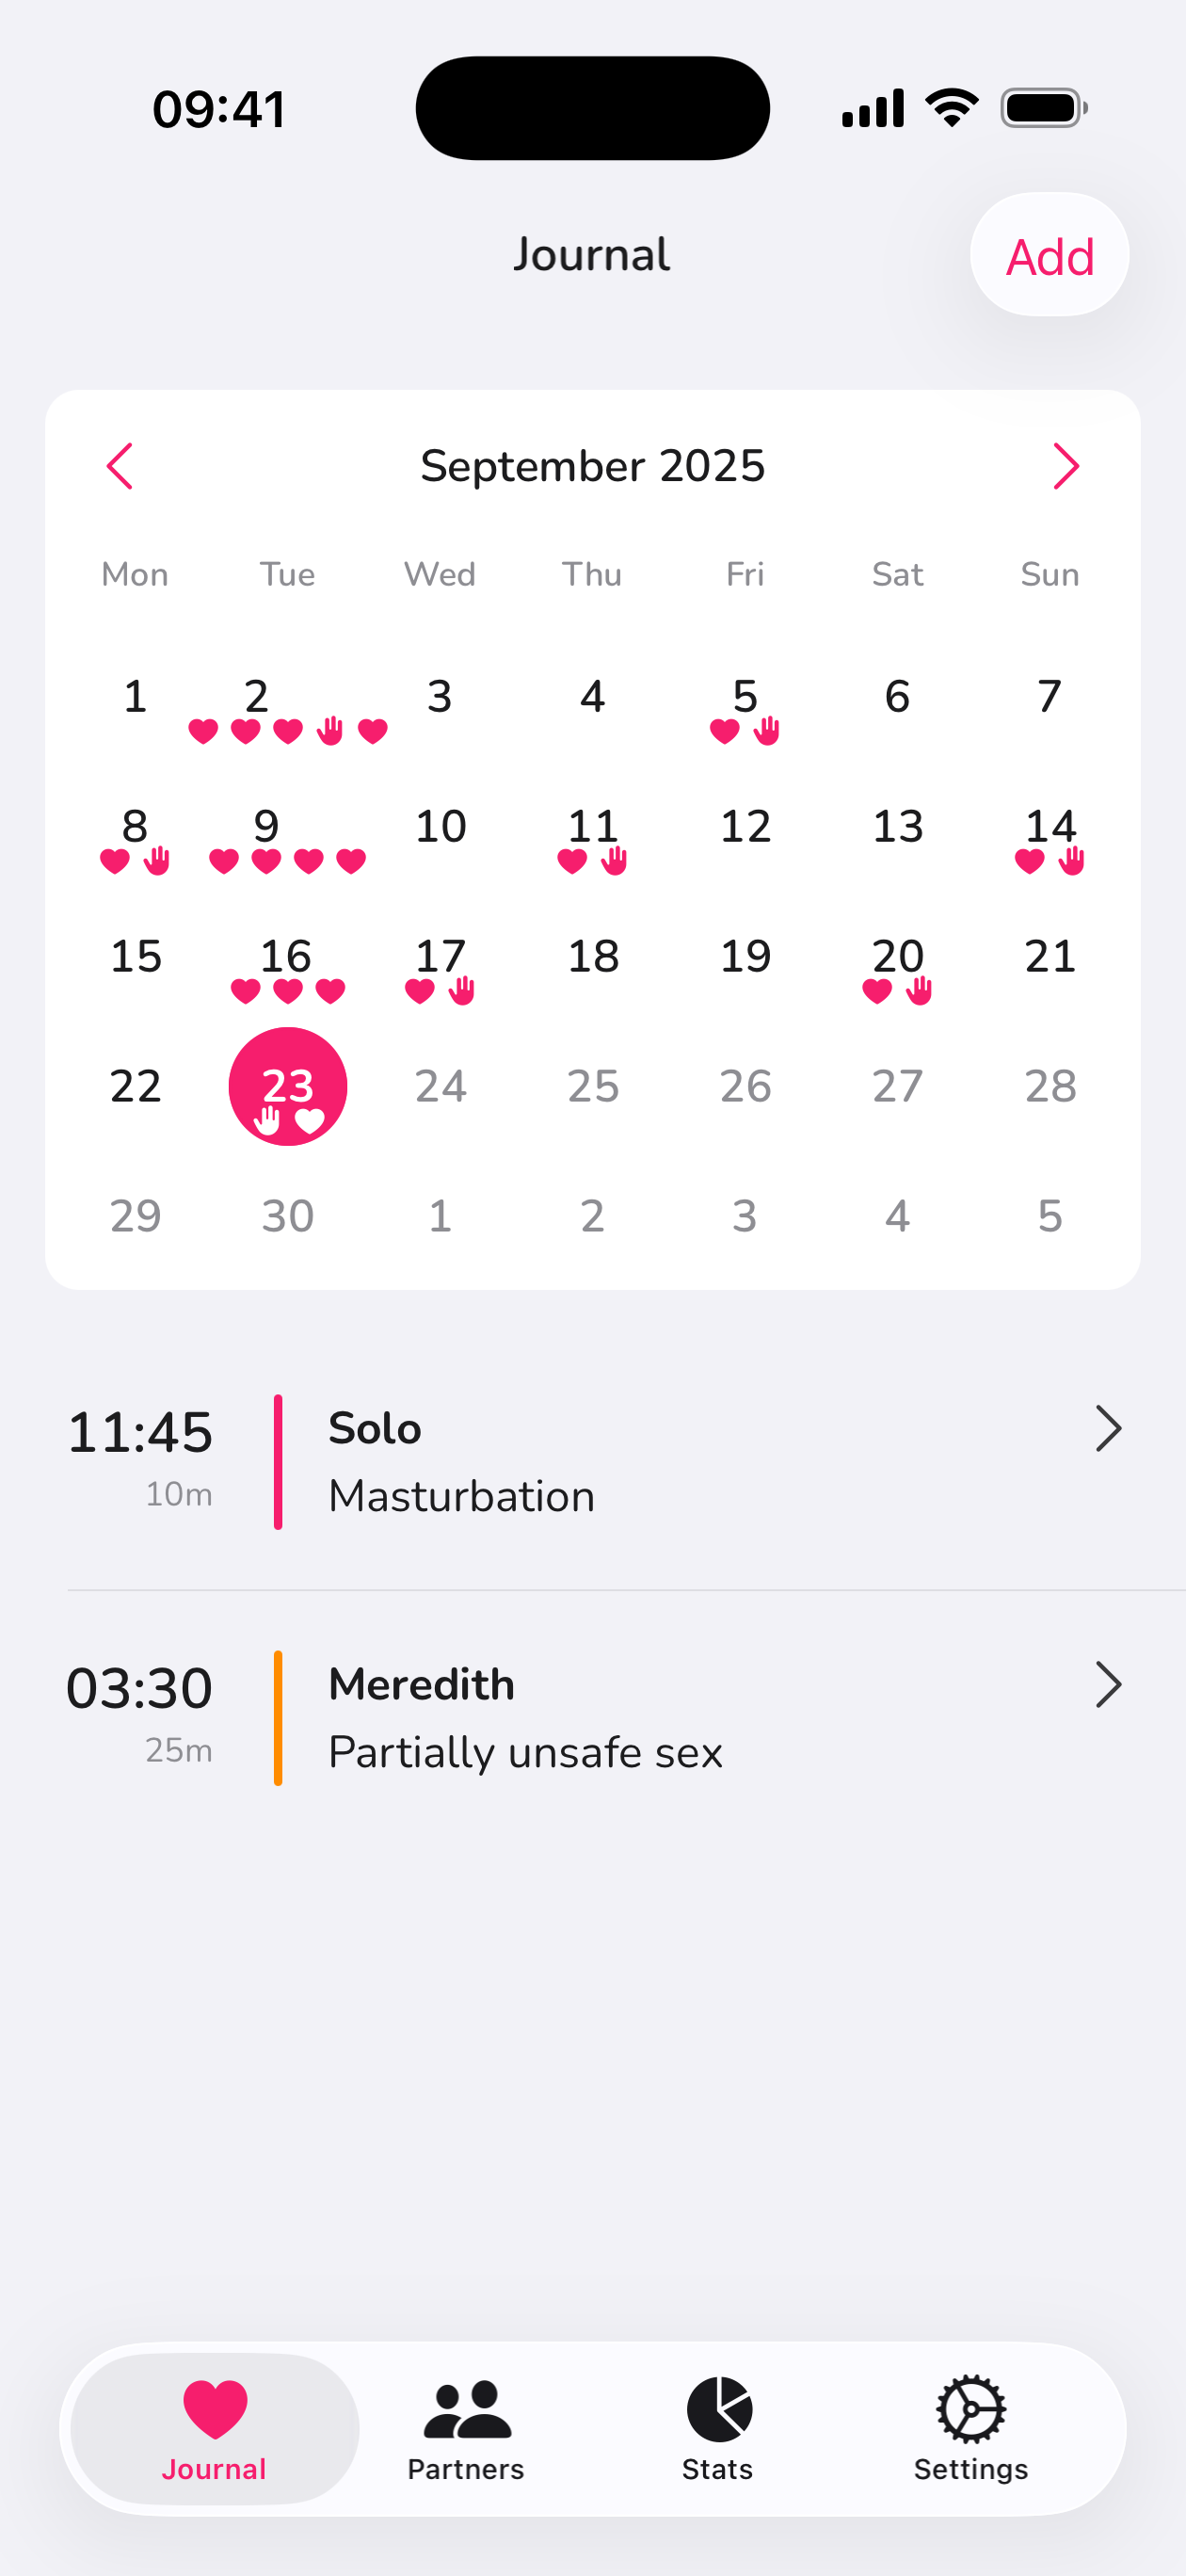 09:41
Journal
Add
September 2025
Mon Tue Wed Thu Fri Sat Sun
1 2 3 4 5 6 7
8 9 10 11 12 13 14
15 16 17 18 19 20 21
22 23 24 25 26 27 28
29 30 1 2 3 4 5
11:45 Solo
10m Masturbation
03:30 Meredith
25m Partially unsafe sex
Journal Partners Stats Settings